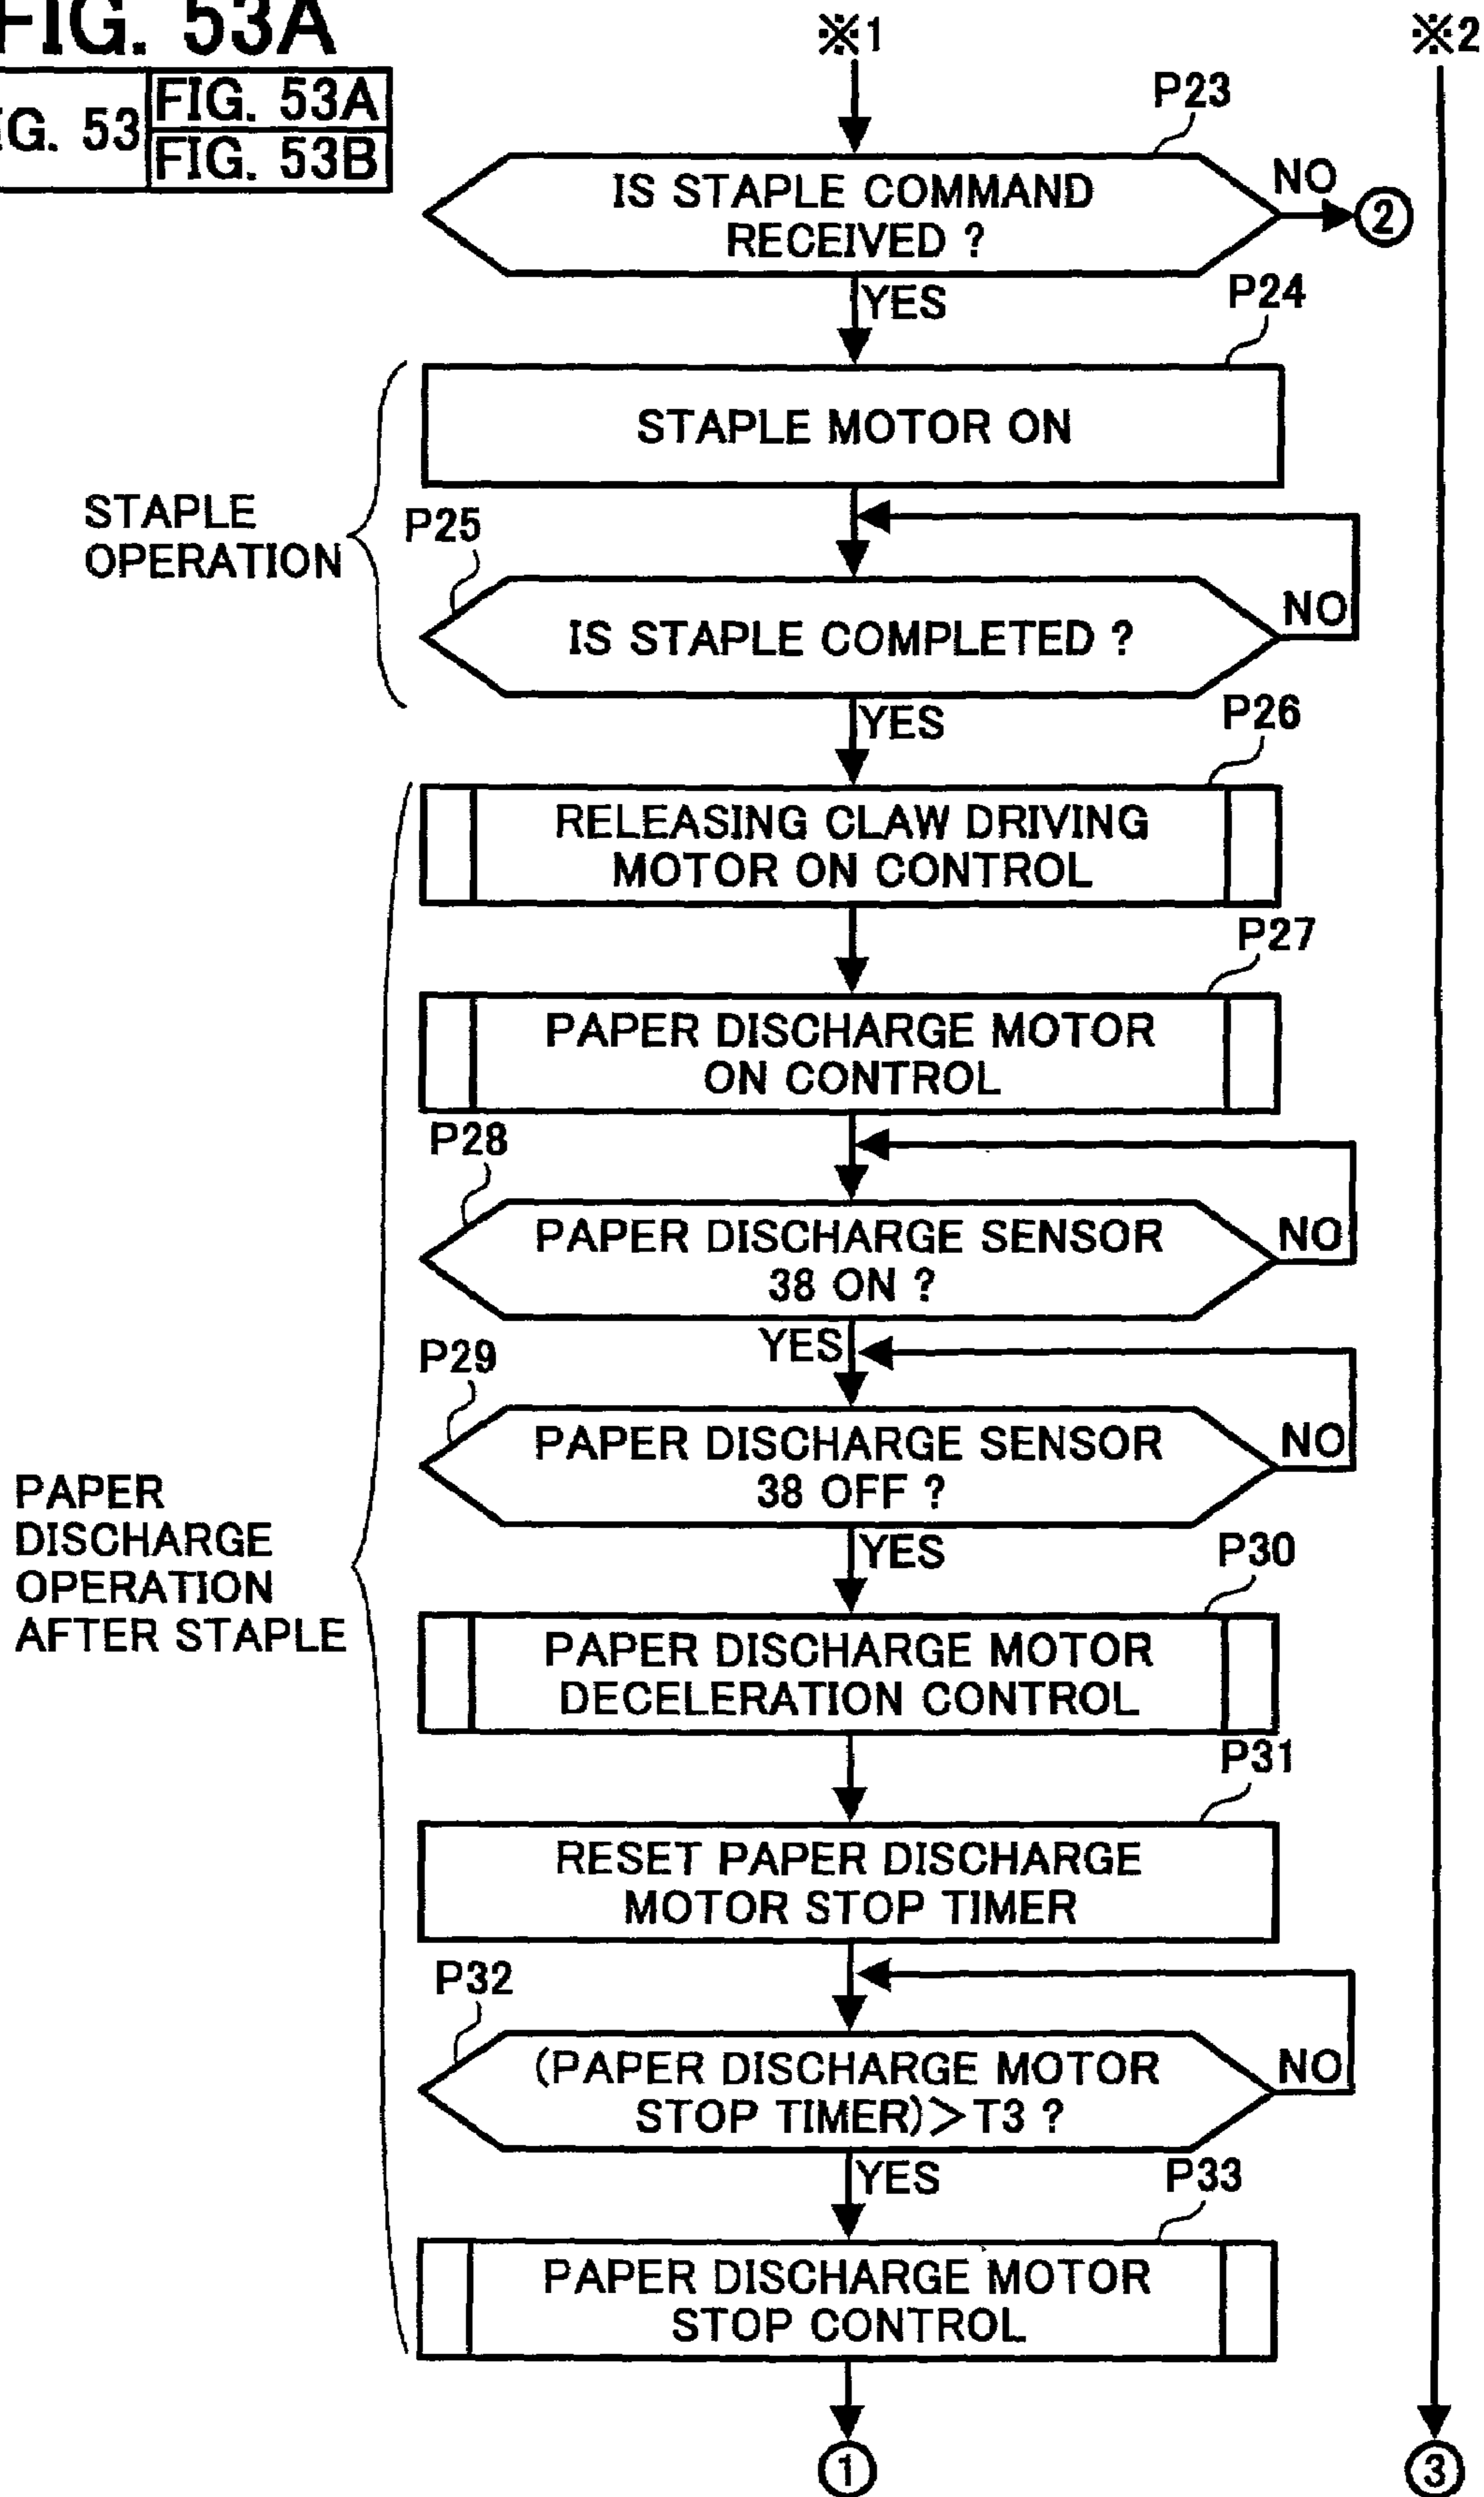 FIG. 53A
G. 53
FIG. 53A
FIG. 53B
※1
※2
P23
IS STAPLE COMMAND
RECEIVED ?
NO
②
YES
P24
STAPLE MOTOR ON
STAPLE
OPERATION
P25
IS STAPLE COMPLETED ?
NO
YES
P26
RELEASING CLAW DRIVING
MOTOR ON CONTROL
P27
PAPER DISCHARGE MOTOR
ON CONTROL
P28
PAPER DISCHARGE SENSOR
38 ON ?
NO
YES
P29
PAPER DISCHARGE SENSOR
38 OFF ?
NO
YES
PAPER
DISCHARGE
OPERATION
AFTER STAPLE
P30
PAPER DISCHARGE MOTOR
DECELERATION CONTROL
P31
RESET PAPER DISCHARGE
MOTOR STOP TIMER
P32
(PAPER DISCHARGE MOTOR
STOP TIMER)>T3 ?
NO
YES
P33
PAPER DISCHARGE MOTOR
STOP CONTROL
①
③